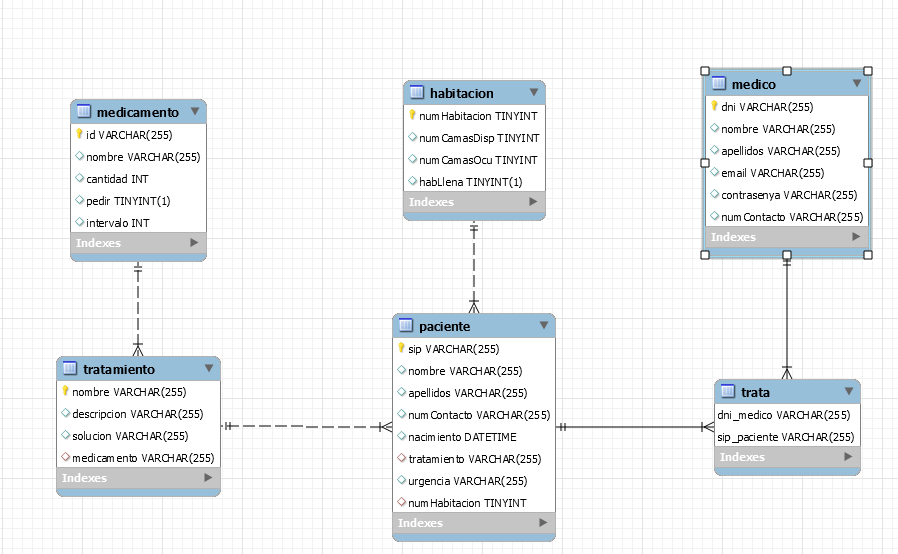 medicamento
id VARCHAR(255)
nombre VARCHAR(255)
cantidad INT
pedir TINYINT(1)
intervalo INT
Indexes
habitacion
numHabitacion TINYINT
numCamasDisp TINYINT
numCamasOcu TINYINT
habLlena TINYINT(1)
Indexes
medico
dni VARCHAR(255)
nombre VARCHAR(255)
apellidos VARCHAR(255)
email VARCHAR(255)
contrasenya VARCHAR(255)
numContacto VARCHAR(255)
Indexes
tratamiento
nombre VARCHAR(255)
descripcion VARCHAR(255)
solucion VARCHAR(255)
medicamento VARCHAR(255)
Indexes
paciente
sip VARCHAR(255)
nombre VARCHAR(255)
apellidos VARCHAR(255)
numContacto VARCHAR(255)
nacimiento DATETIME
tratamiento VARCHAR(255)
urgencia VARCHAR(255)
numHabitacion TINYINT
Indexes
trata
dni_medico VARCHAR(255)
sip_paciente VARCHAR(255)
Indexes